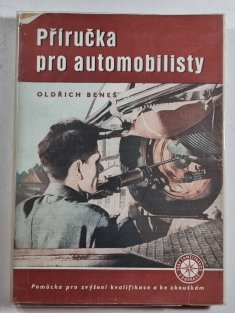 Příručka
pro automobilisty
OLDŘICH BENEŠ
Pomůcka pro zvýšení kvalifikace a ke zkouškám